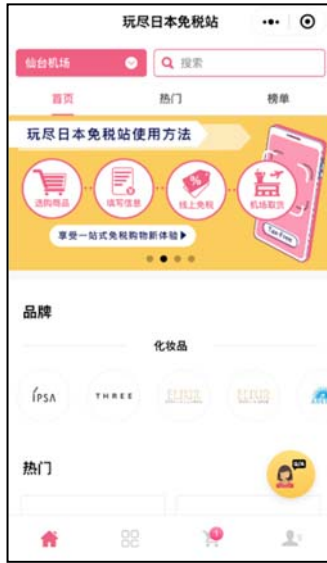 玩尽日本免税站
仙台机场
搜索
首页 热门 榜单
玩尽日本免税站使用方法
选购商品 填写信息 线上免税 机场取货
Tax-Free
享受一站式免税购物新体验▶
品牌
化妆品
IPSA THREE
热门